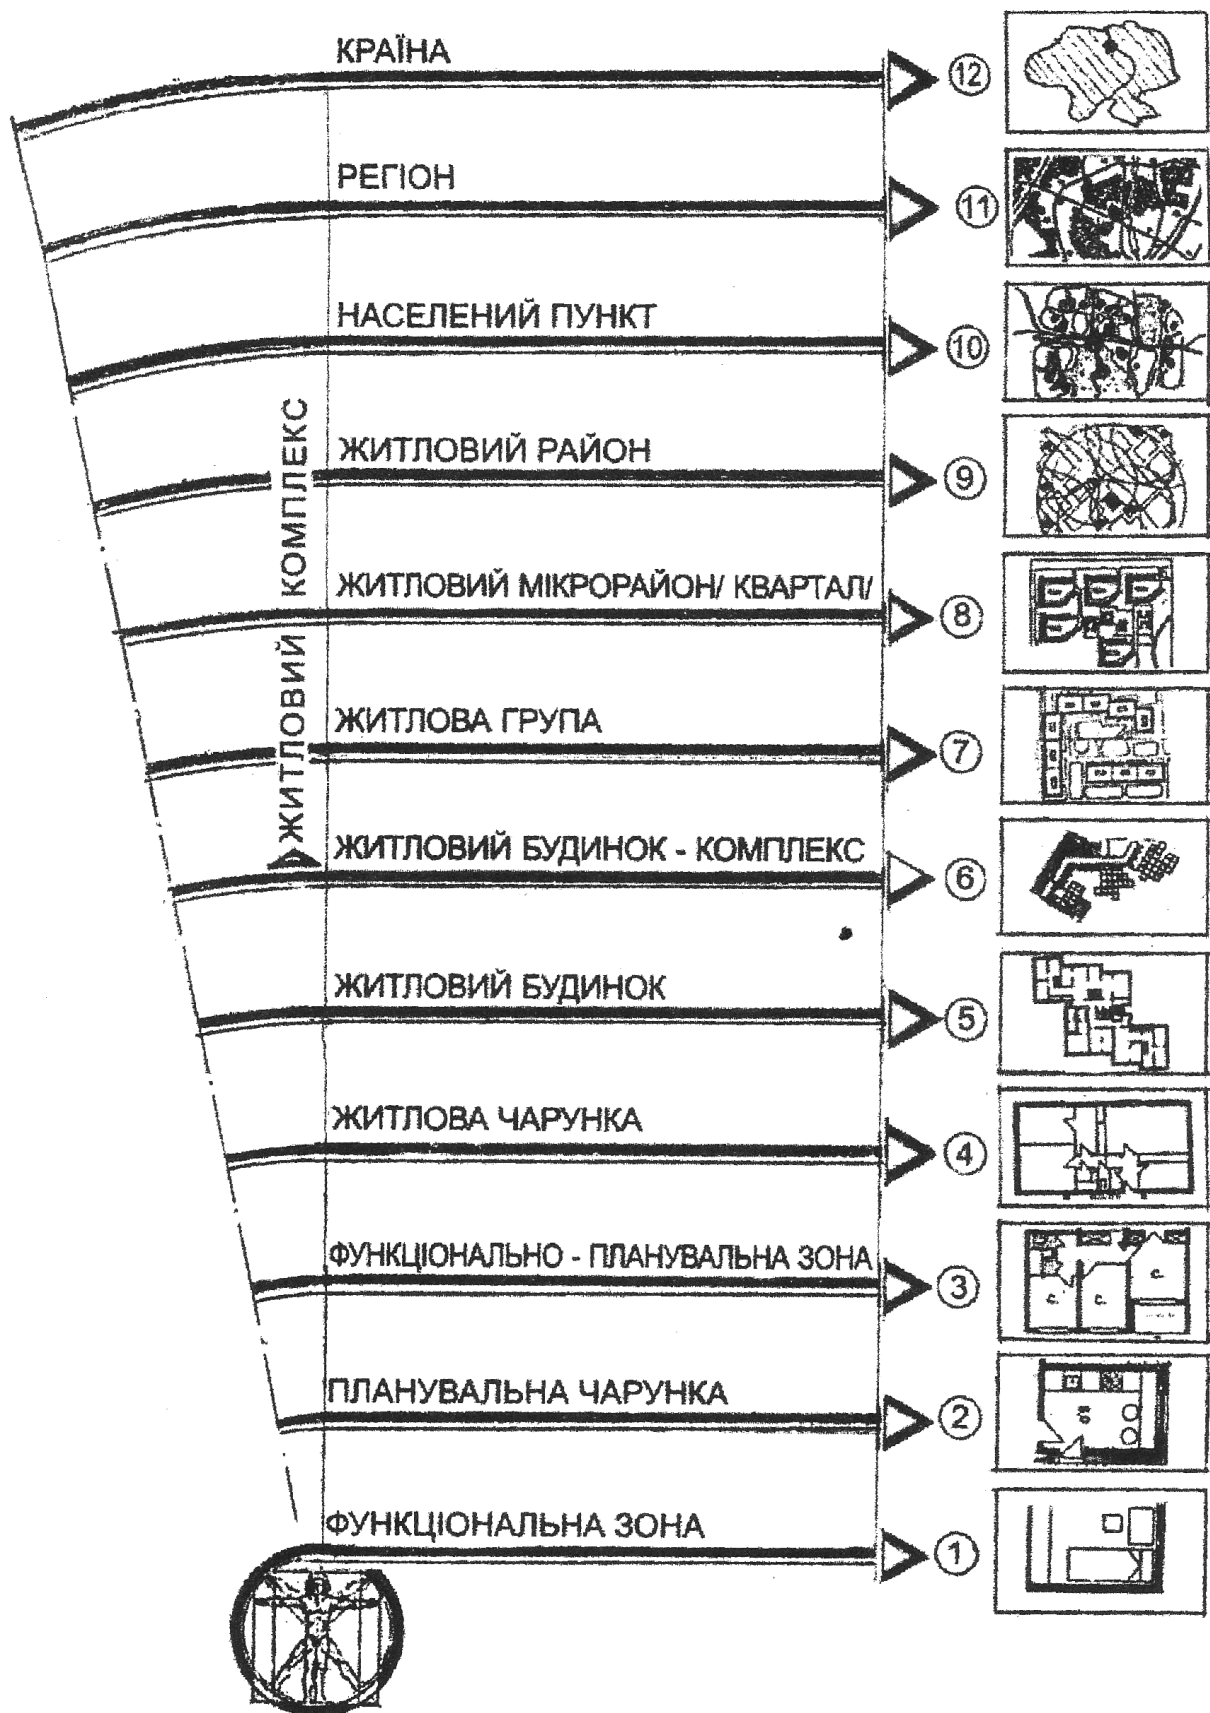 КРАЇНА
12
РЕГІОН
11
НАСЕЛЕНИЙ ПУНКТ
10
ЖИТЛОВИЙ РАЙОН
9
ЖИТЛОВИЙ КОМПЛЕКС
ЖИТЛОВИЙ МІКРОРАЙОН/ КВАРТАЛ/
8
ЖИТЛОВА ГРУПА
7
ЖИТЛОВИЙ БУДИНОК - КОМПЛЕКС
6
ЖИТЛОВИЙ БУДИНОК
5
ЖИТЛОВА ЧАРУНКА
4
ФУНКЦІОНАЛЬНО - ПЛАНУВАЛЬНА ЗОНА
3
ПЛАНУВАЛЬНА ЧАРУНКА
2
ФУНКЦІОНАЛЬНА ЗОНА
1